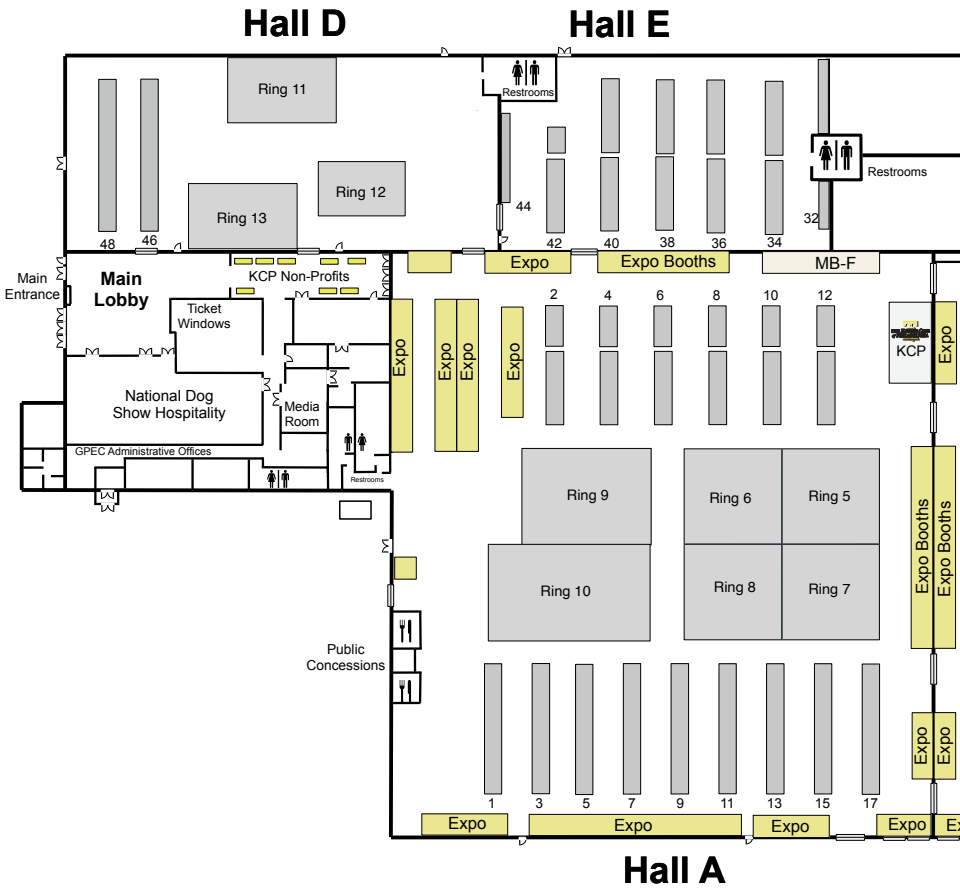 Hall D
Hall E
Ring 11
Restrooms
Restrooms
Ring 12
Ring 13
44
32
48
46
42
40
38
36
34
Main
Entrance
Main
Lobby
KCP Non-Profits
Expo
Expo Booths
MB-F
Ticket
Windows
2
4
6
8
10
12
KCP
Expo
Expo
Expo
Expo
Expo
National Dog
Show Hospitality
Media
Room
GPEC Administrative Offices
Restrooms
Ring 9
Ring 6
Ring 5
Expo Booths
Expo Booths
Ring 10
Ring 8
Ring 7
Public
Concessions
Expo
Expo
1
3
5
7
9
11
13
15
17
Expo
Expo
Expo
Expo
Hall A